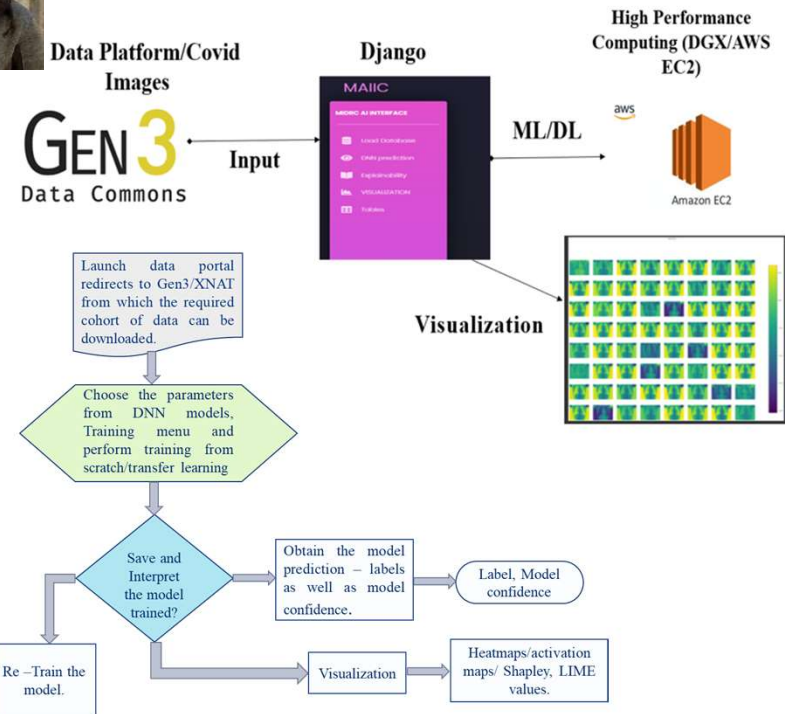 Data Platform/Covid
Images
GEN3
Data Commons
Input
Django
MAIIC
MIDRC AI INTERFACE
Load Database
DNN prediction
Explainability
VISUALIZATION
Tables
ML/DL
High Performance
Computing (DGX/AWS
EC2)
aws
Amazon EC2
Visualization
Launch data portal
redirects to Gen3/XNAT
from which the required
cohort of data can be
downloaded.
Choose the parameters
from DNN models,
Training menu and
perform training from
scratch/transfer learning
Save and
Interpret
the model
trained?
Obtain the model
prediction – labels
as well as model
confidence.
Label, Model
confidence
Re –Train the
model.
Visualization
Heatmaps/activation
maps/ Shapley, LIME
values.